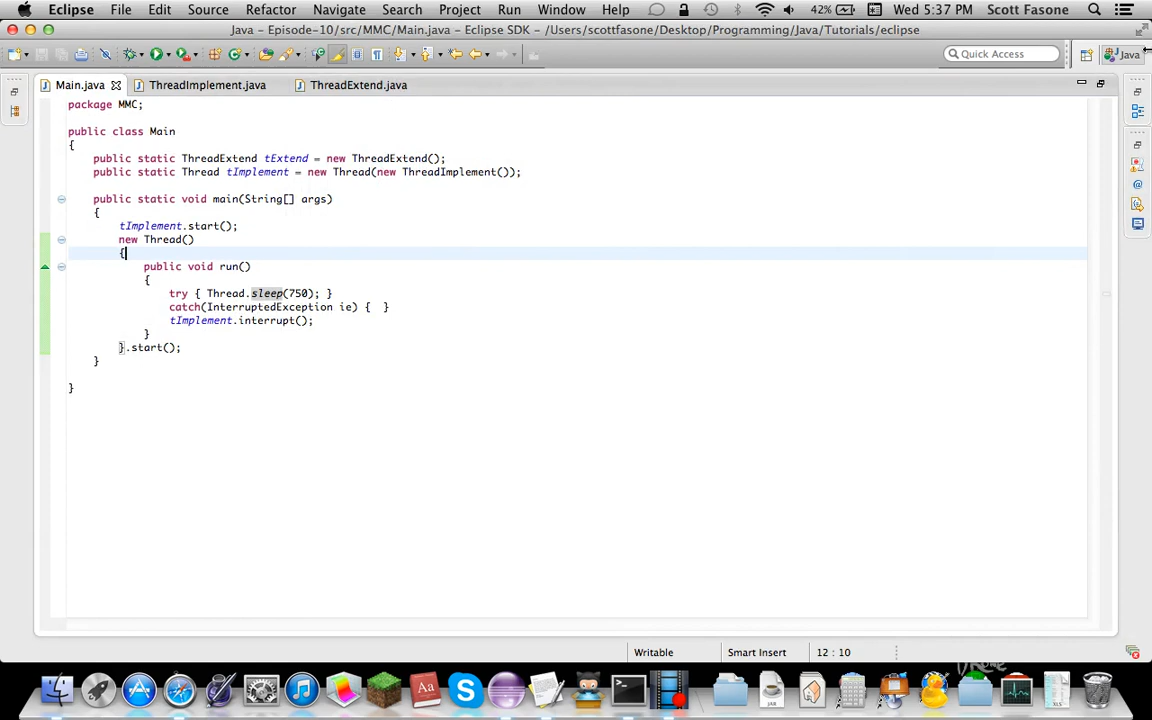 Eclipse File Edit Source Refactor Navigate Search Project Run Window Help 42% Wed 5:37 PM Scott Fasone
Java - Episode-10/src/MMC/Main.java - Eclipse SDK - /Users/scottfasone/Desktop/Programming/Java/Tutorials/eclipse
Quick Access Java
Main.java ThreadImplement.java ThreadExtend.java
package MMC;
public class Main
{
public static ThreadExtend tExtend = new ThreadExtend();
public static Thread tImplement = new Thread(new ThreadImplement());
public static void main(String[] args)
{
tImplement.start();
new Thread()
{
public void run()
{
try { Thread.sleep(750); }
catch(InterruptedException ie) { }
tImplement.interrupt();
}
}.start();
}
}
Writable Smart Insert 12 : 10